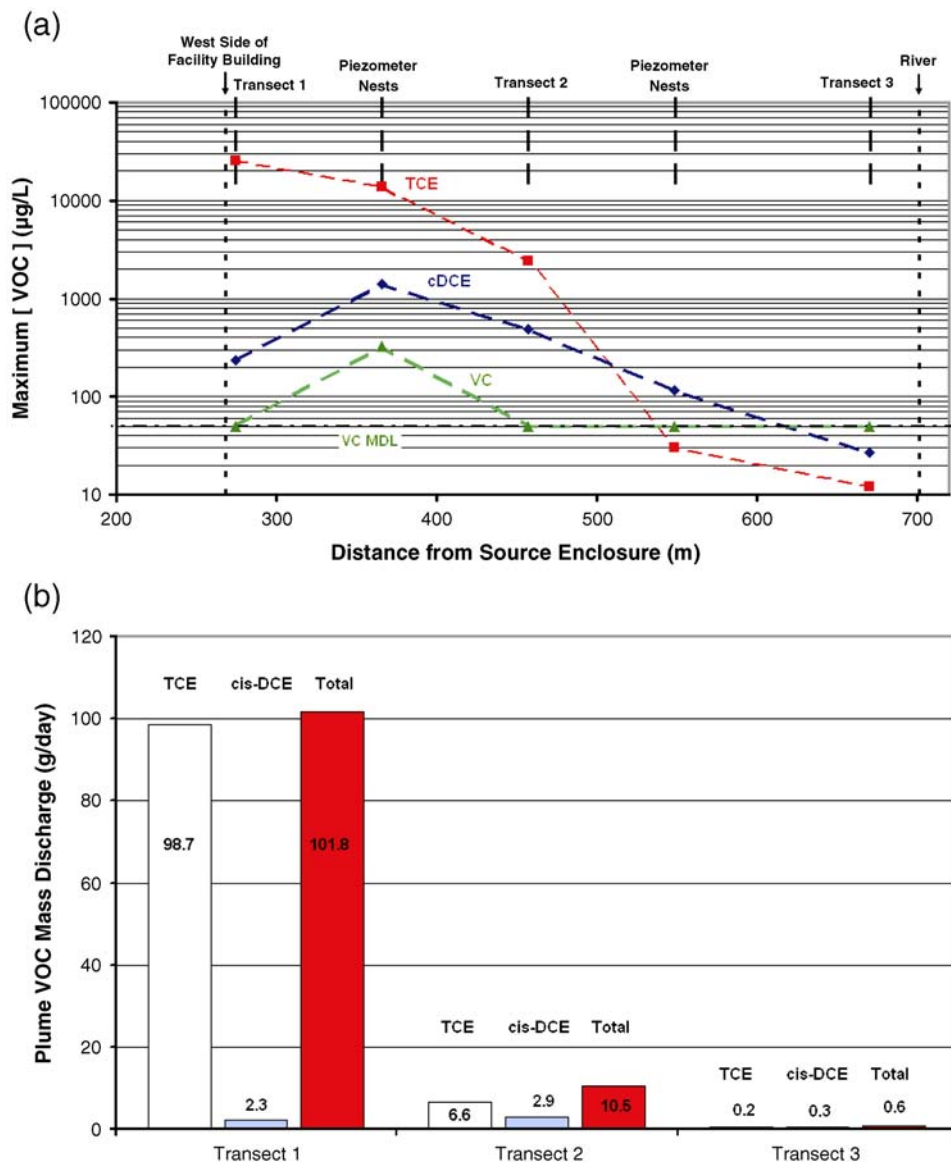 (a)
West Side of
Facility Building
Transect 1
Piezometer
Nests
Transect 2
Piezometer
Nests
Transect 3
River
100000
10000
1000
100
10
Maximum [ VOC ] (µg/L)
TCE
cDCE
VC
VC MDL
200 300 400 500 600 700
Distance from Source Enclosure (m)
(b)
120
100
80
60
40
20
0
Plume VOC Mass Discharge (g/day)
TCE cis-DCE Total
98.7
2.3
101.8
TCE cis-DCE Total
6.6
2.9
10.5
TCE cis-DCE Total
0.2 0.3 0.6
Transect 1 Transect 2 Transect 3